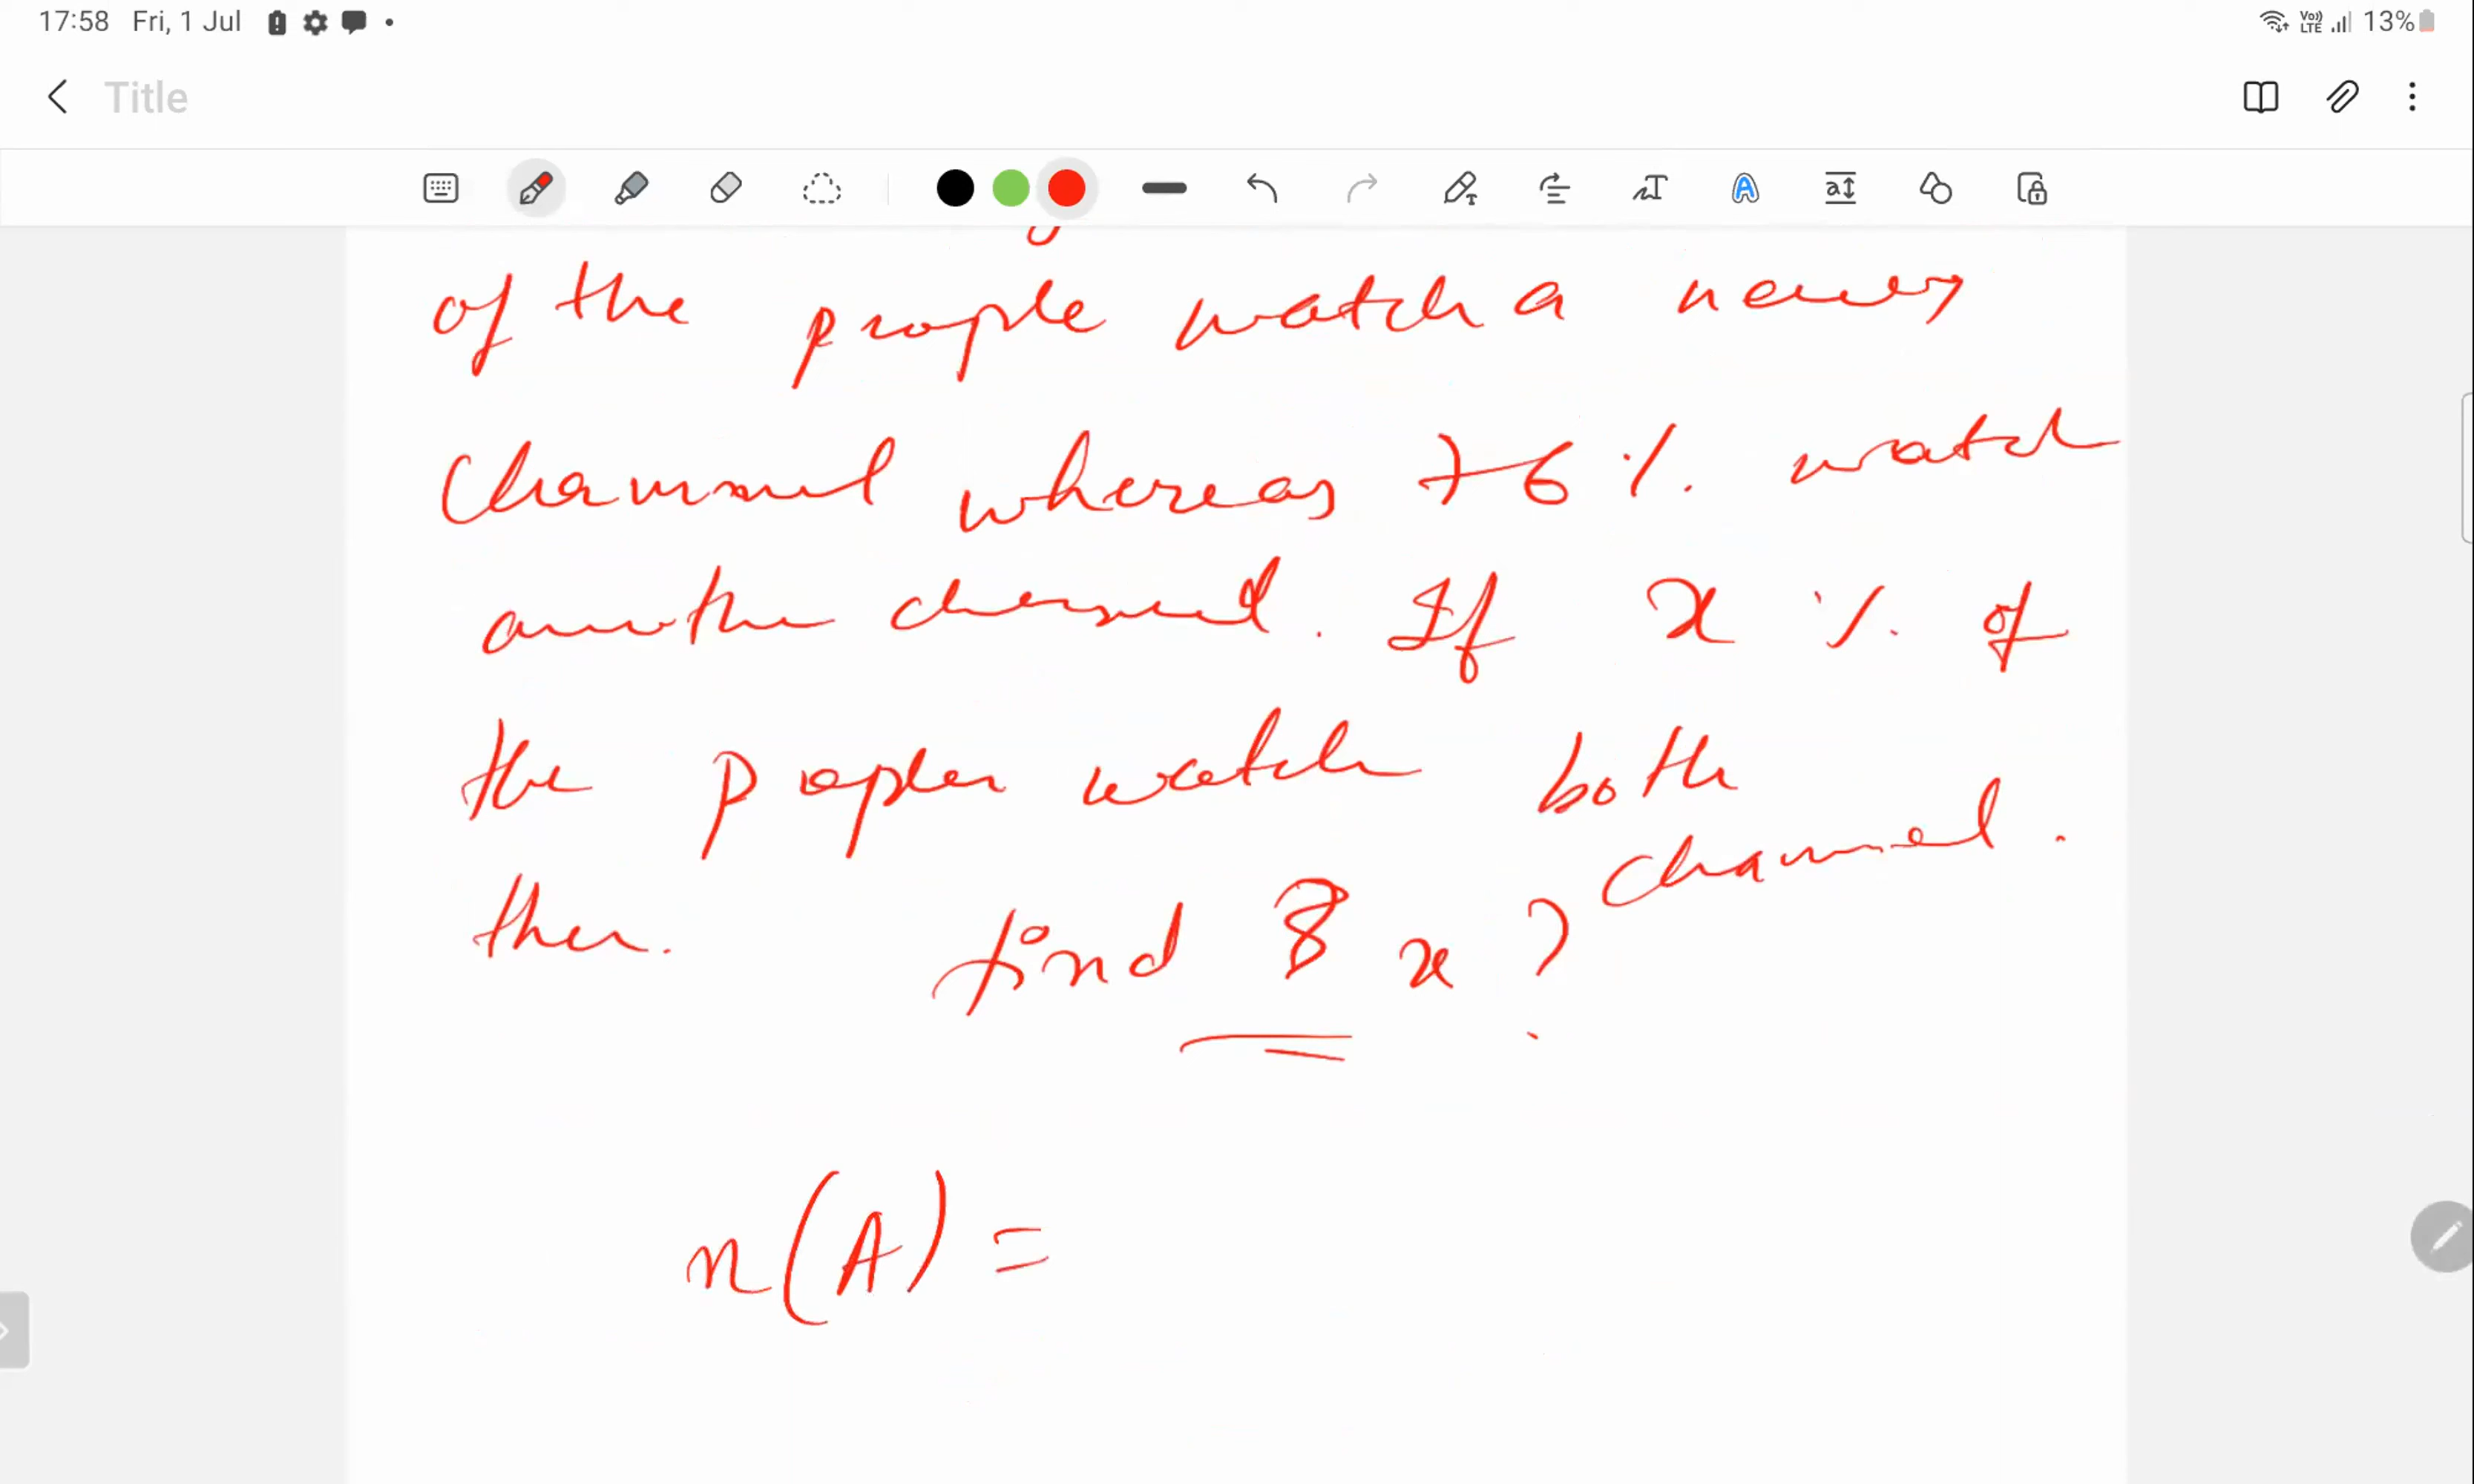 17:58 Fri, 1 Jul 13%
Title
of the people watch a news
Channel whereas 76 %. watch
another channel. If x %. of
the people watch both
channel.
then. find 8 x ?
n(A) =